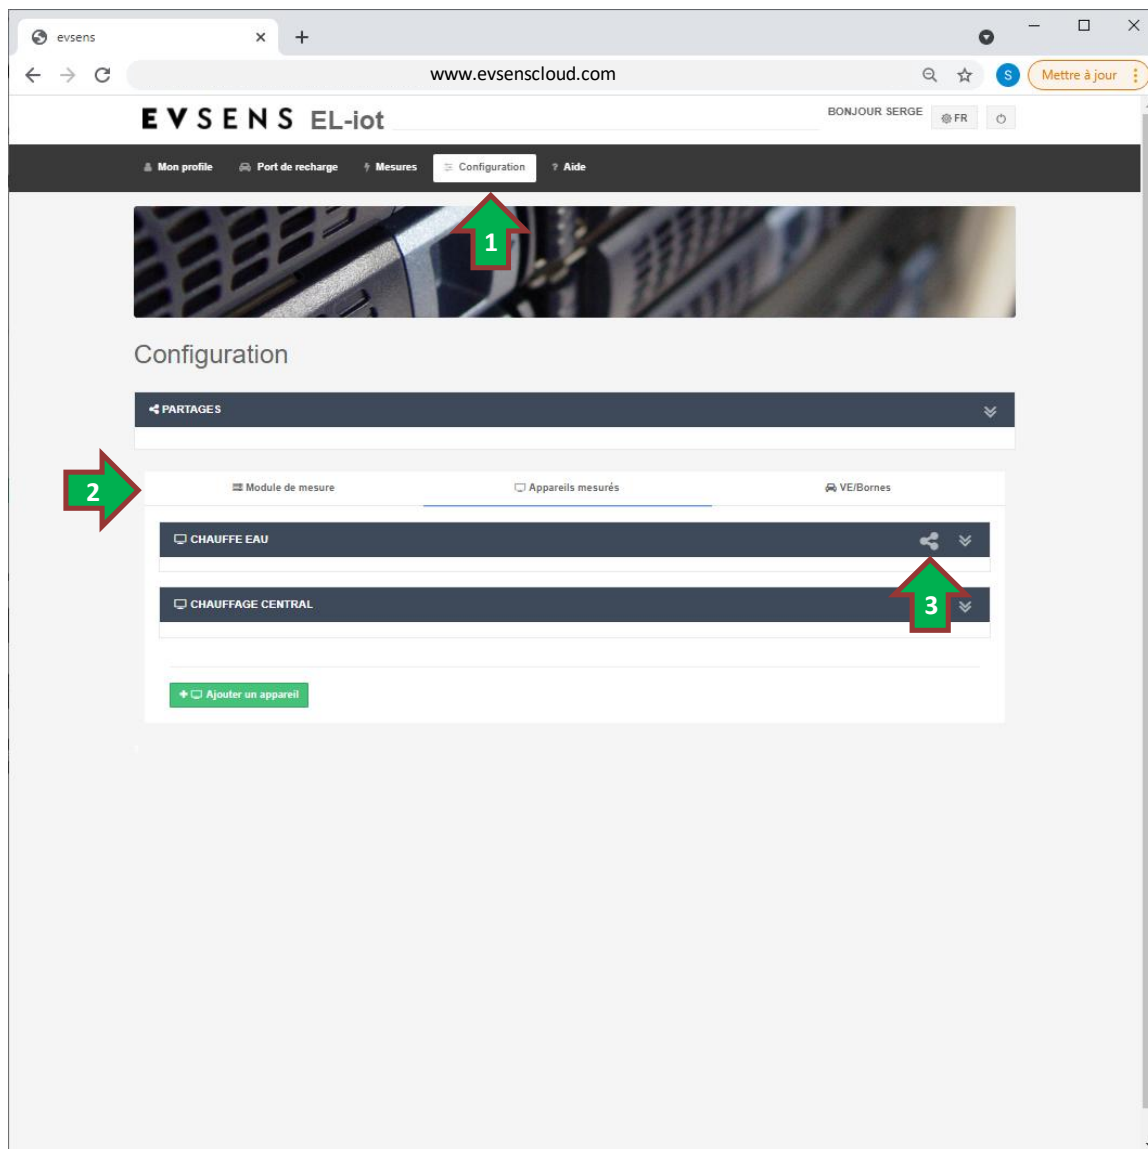 evsens
www.evsenscloud.com
S
Mettre à jour
EVSENS EL-iot
BONJOUR SERGE
FR
Mon profile
Port de recharge
Mesures
Configuration
? Aide
1
Configuration
PARTAGES
2
Module de mesure
Appareils mesurés
VE/Bornes
CHAUFFE EAU
CHAUFFAGE CENTRAL
3
+ Ajouter un appareil